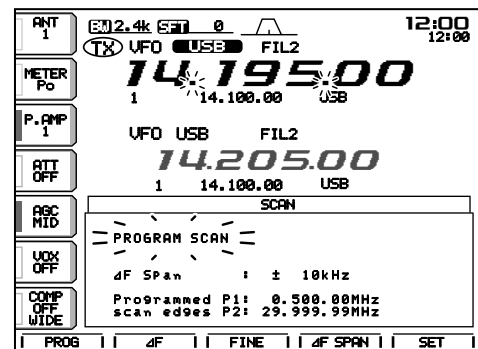 ANT
1
BW 2.4k SFT 0
12:00
12:00
TX VFO USB FIL2
METER
Po
14.195.00
1 14.100.00 USB
P.AMP
1
VFO USB FIL2
ATT
OFF
14.205.00
1 14.100.00 USB
AGC
MID
SCAN
PROGRAM SCAN
VOX
OFF
ΔF SPan : ± 10kHz
COMP
OFF
WIDE
Programmed P1: 0.500.00MHz
scan edges P2: 29.999.99MHz
PROG ΔF FINE ΔF SPAN SET